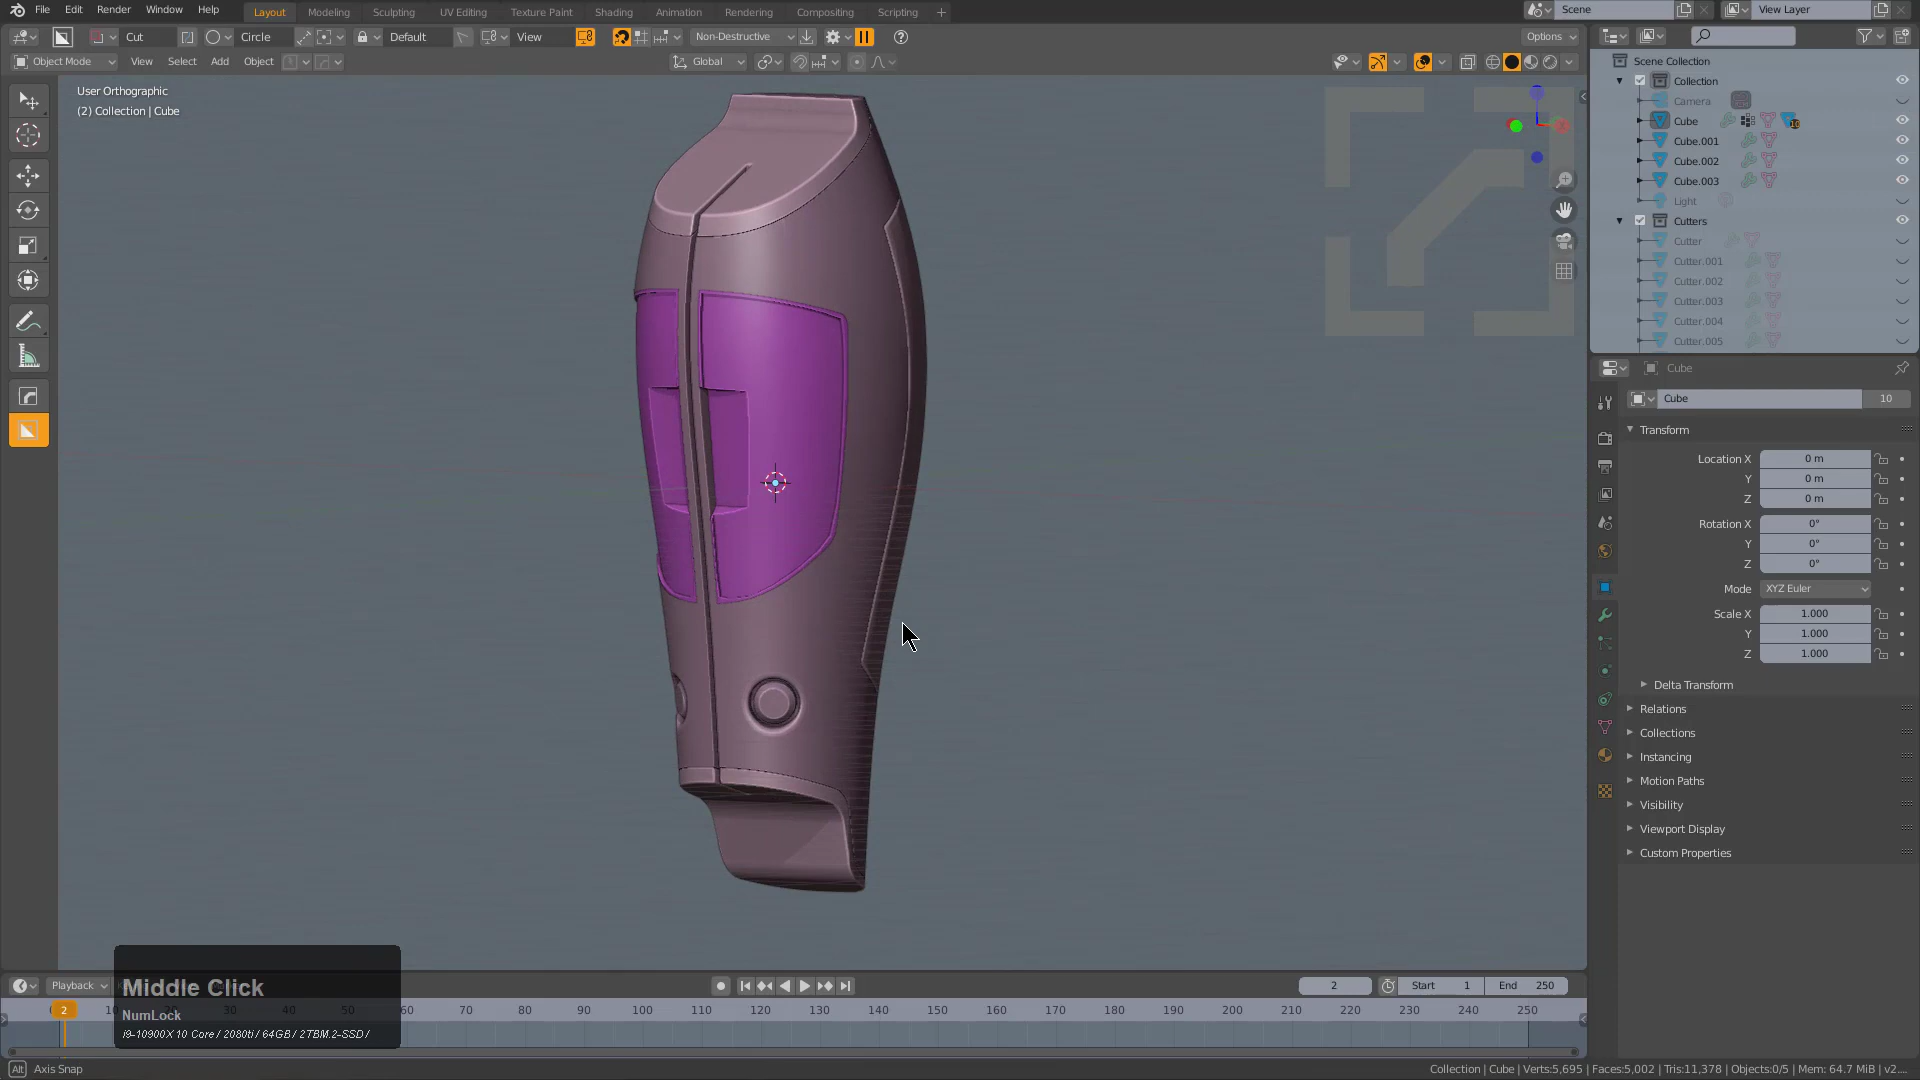 File Edit Render Window Help Layout Modeling Sculpting UV Editing Texture Paint Shading Animation Rendering Compositing Scripting + Scene View Layer
Cut Circle Default View Non-Destructive Options
Object Mode View Select Add Object Global
User Orthographic
(2) Collection | Cube
Scene Collection
Collection
Camera
Cube
Cube.001
Cube.002
Cube.003
Light
Cutters
Cutter
Cutter.001
Cutter.002
Cutter.003
Cutter.004
Cutter.005
Cube
Cube 10
Transform
Location X 0 m
Y 0 m
Z 0 m
Rotation X 0°
Y 0°
Z 0°
Mode XYZ Euler
Scale X 1.000
Y 1.000
Z 1.000
Delta Transform
Relations
Collections
Instancing
Motion Paths
Visibility
Viewport Display
Custom Properties
Playback 2 Start 1 End 250
Middle Click
2 20 30 40 50 60 70 80 90 100 110 120 130 140 150 160 170 180 190 200 210 220 230 240 250
NumLock
i9-10900X 10 Core / 2080ti / 64GB / 2TBM.2-SSD /
Alt Axis Snap
Collection | Cube | Verts:5,695 | Faces:5,002 | Tris:11,378 | Objects:0/5 | Mem: 64.7 MiB | v2....